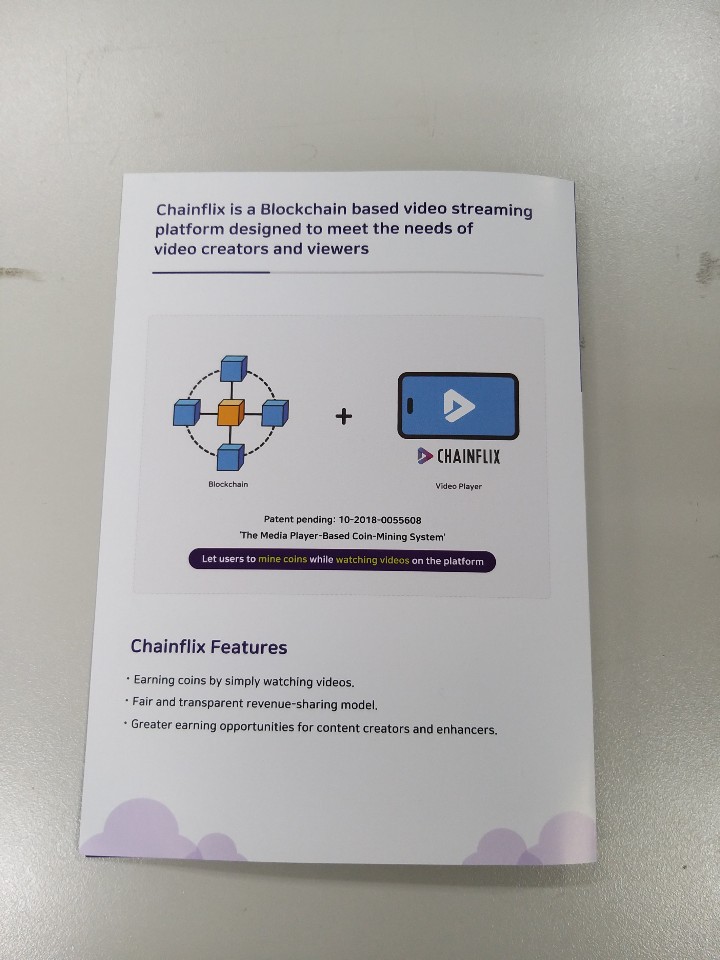 Chainflix is a Blockchain based video streaming
platform designed to meet the needs of
video creators and viewers
+
CHAINFLIX
Blockchain
Video Player
Patent pending: 10-2018-0055608
'The Media Player-Based Coin-Mining System'
Let users to mine coins while watching videos on the platform
Chainflix Features
· Earning coins by simply watching videos.
· Fair and transparent revenue-sharing model.
· Greater earning opportunities for content creators and enhancers.